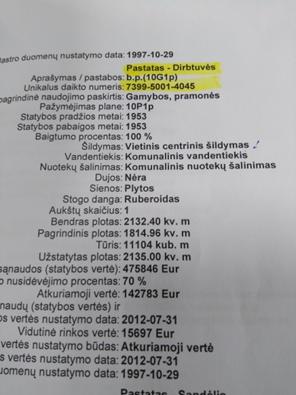 astro duomenų nustatymo data: 1997-10-29
Pastatas - Dirbtuvės
Aprašymas / pastabos: b.p.(10G1p)
Unikalus daikto numeris: 7399-5001-4045
pagrindinė naudojimo paskirtis: Gamybos, pramonės
Pažymėjimas plane: 10P1p
Statybos pradžios metai: 1953
Statybos pabaigos metai: 1953
Baigtumo procentas: 100 %
Šildymas: Vietinis centrinis šildymas
Vandentiekis: Komunalinis vandentiekis
Nuotekų šalinimas: Komunalinis nuotekų šalinimas
Dujos: Nėra
Sienos: Plytos
Stogo danga: Ruberoidas
Aukštų skaičius: 1
Bendras plotas: 2132.40 kv. m
Pagrindinis plotas: 1814.96 kv. m
Tūris: 11104 kub. m
Užstatytas plotas: 2135.00 kv. m
sąnaudos (statybos vertė): 475846 Eur
o nusidėvėjimo procentas: 70 %
Atkuriamoji vertė: 142783 Eur
naudų (statybos vertė) ir
os vertės nustatymo data: 2012-07-31
Vidutinė rinkos vertė: 15697 Eur
vertės nustatymo būdas: Atkuriamoji vertė
os vertės nustatymo data: 2012-07-31
duomenų nustatymo data: 1997-10-29
Pastatas - Sandėlis